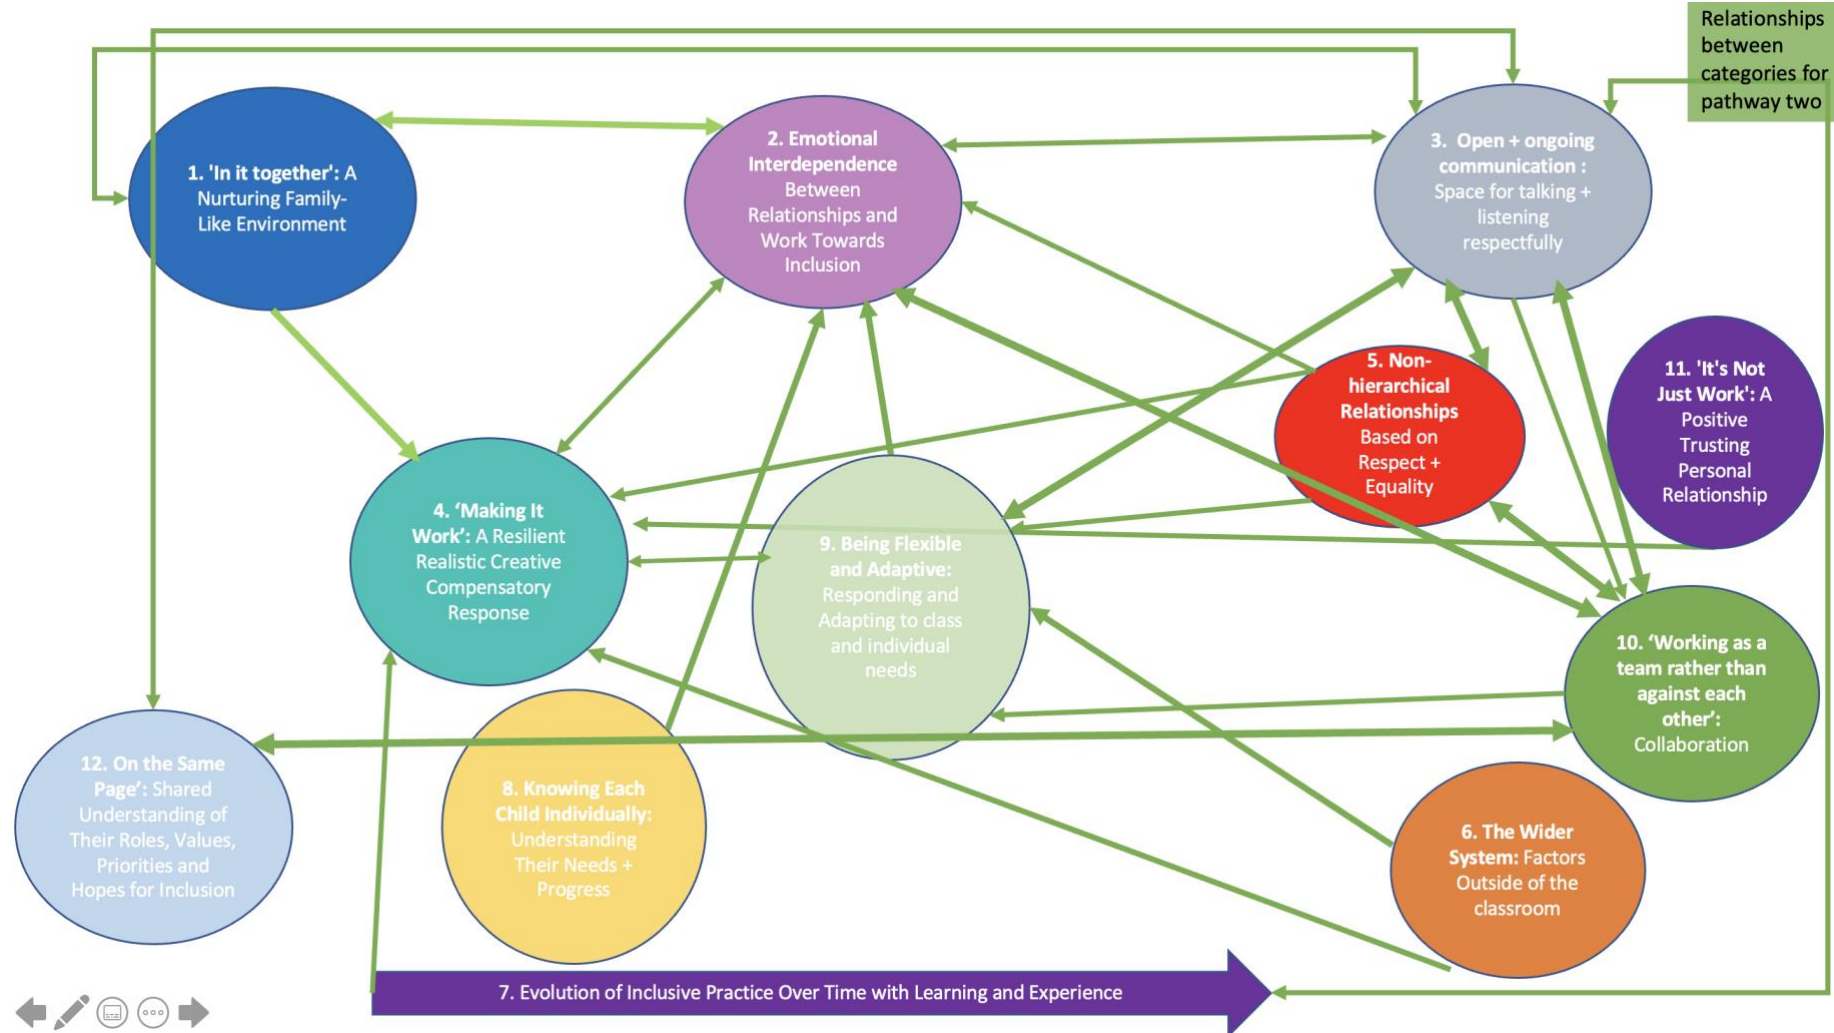 Relationships
between
categories for
pathway two
1. 'In it together': A
Nurturing Family-
Like Environment
2. Emotional
Interdependence
Between
Relationships and
Work Towards
Inclusion
3. Open + ongoing
communication :
Space for talking +
listening
respectfully
4. ‘Making It
Work’: A Resilient
Realistic Creative
Compensatory
Response
5. Non-
hierarchical
Relationships
Based on
Respect +
Equality
11. 'It's Not
Just Work': A
Positive
Trusting
Personal
Relationship
9. Being Flexible
and Adaptive:
Responding and
Adapting to class
and individual
needs
10. ‘Working as a
team rather than
against each
other’:
Collaboration
12. On the Same
Page’: Shared
Understanding of
Their Roles, Values,
Priorities and
Hopes for Inclusion
8. Knowing Each
Child Individually:
Understanding
Their Needs +
Progress
6. The Wider
System: Factors
Outside of the
classroom
7. Evolution of Inclusive Practice Over Time with Learning and Experience